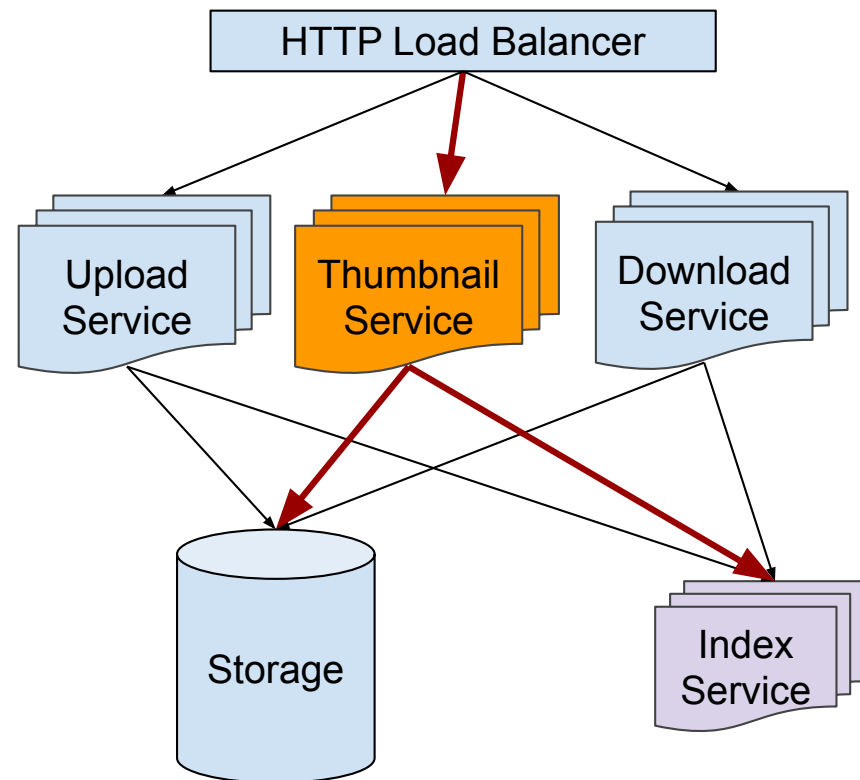 HTTP Load Balancer
Upload
Service
Thumbnail
Service
Download
Service
Storage
Index
Service